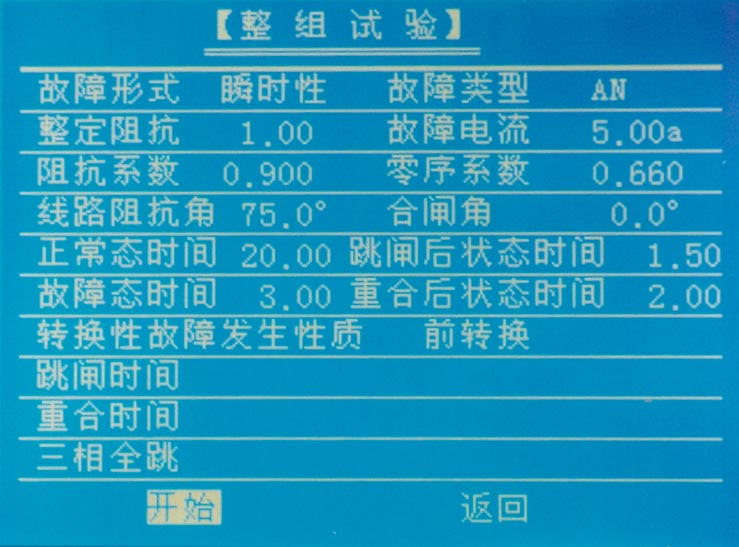 【整组试验】
故障形式 瞬时性 故障类型 AN
整定阻抗 1.00 故障电流 5.00a
阻抗系数 0.900 零序系数 0.660
线路阻抗角 75.0° 合闸角 0.0°
正常态时间 20.00 跳闸后状态时间 1.50
故障态时间 3.00 重合后状态时间 2.00
转换性故障发生性质 前转换
跳闸时间
重合时间
三相全跳
开始 返回